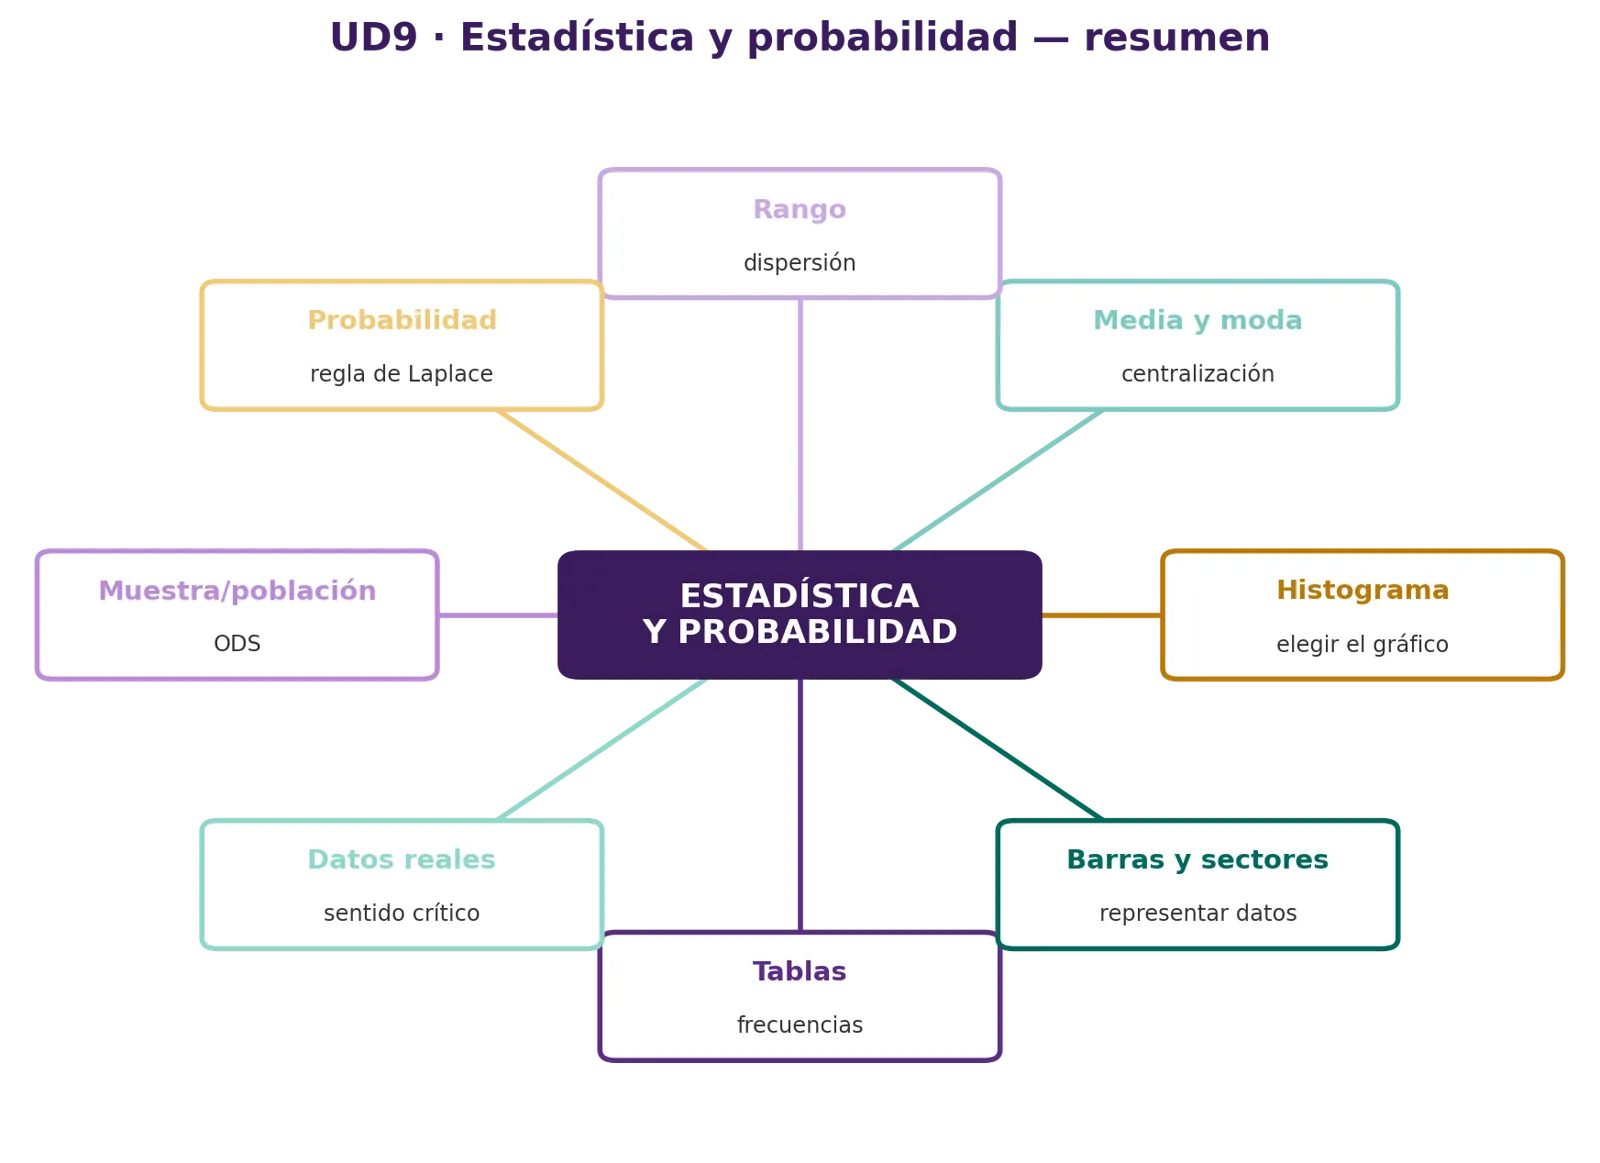 UD9 · Estadística y probabilidad — resumen
Rango
dispersión
Probabilidad
regla de Laplace
Media y moda
centralización
Muestra/población
ODS
ESTADÍSTICA
Y PROBABILIDAD
Histograma
elegir el gráfico
Datos reales
sentido crítico
Barras y sectores
representar datos
Tablas
frecuencias